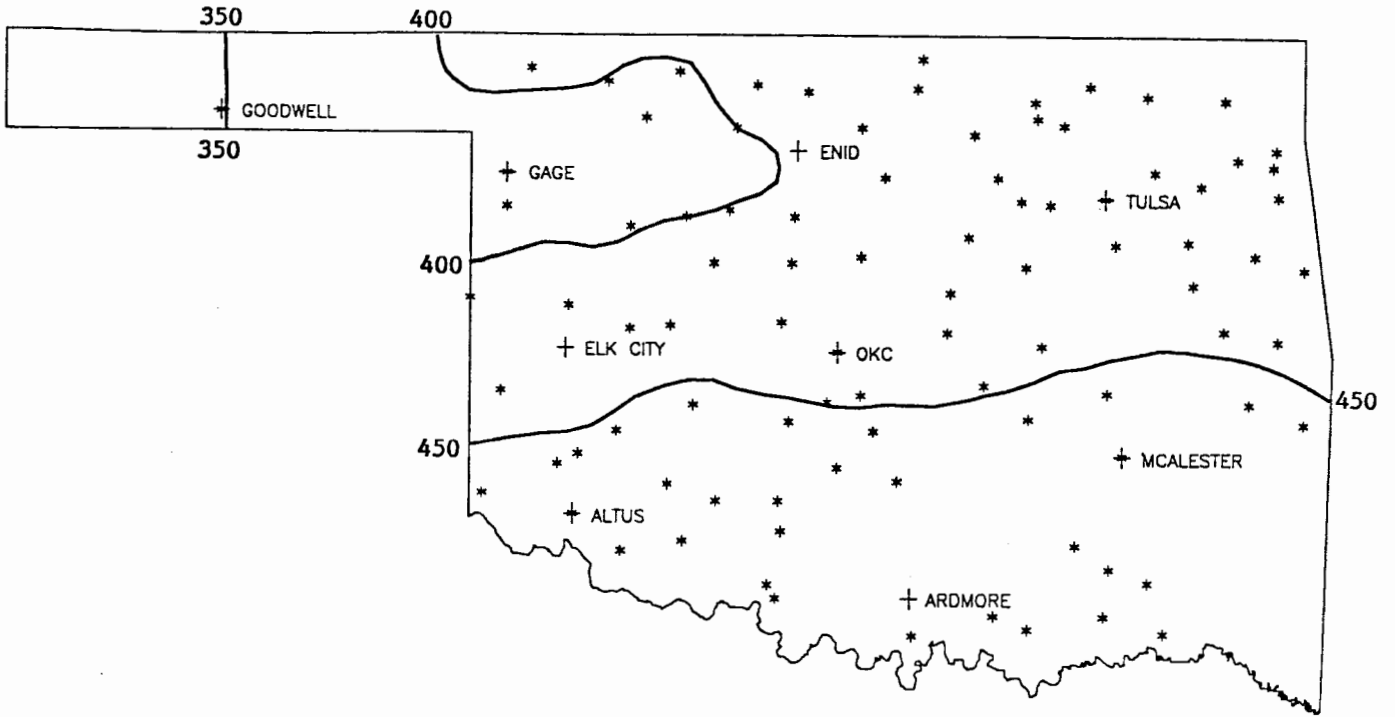 350 400
GOODWELL
350
ENID
GAGE
TULSA
400
ELK CITY
OKC
450
450
MCALESTER
ALTUS
ARDMORE